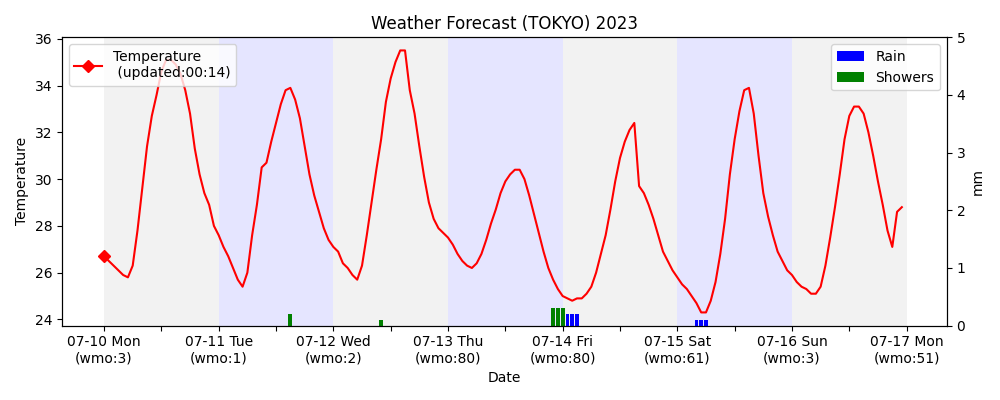 Weather Forecast (TOKYO) 2023
Temperature
(updated:00:14)
Rain
Showers
36
34
32
30
28
26
24
Temperature
5
4
3
2
1
0
mm
07-10 Mon
(wmo:3)
07-11 Tue
(wmo:1)
07-12 Wed
(wmo:2)
07-13 Thu
(wmo:80)
07-14 Fri
(wmo:80)
07-15 Sat
(wmo:61)
07-16 Sun
(wmo:3)
07-17 Mon
(wmo:51)
Date